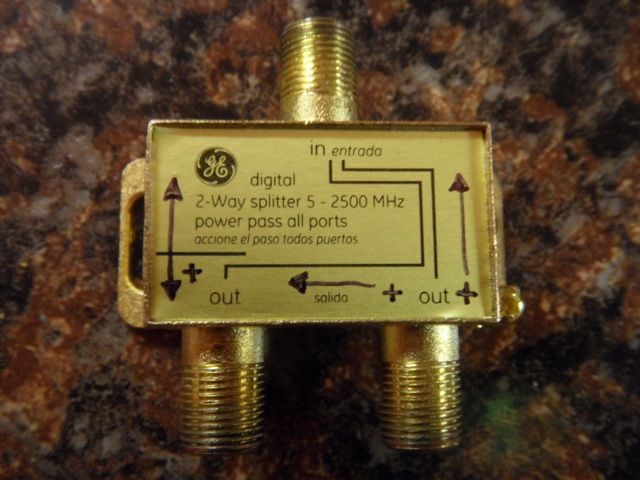 in entrada
GE
digital
2-Way splitter 5 - 2500 MHz
power pass all ports
accione el paso todos puertos
+
out salida + out +